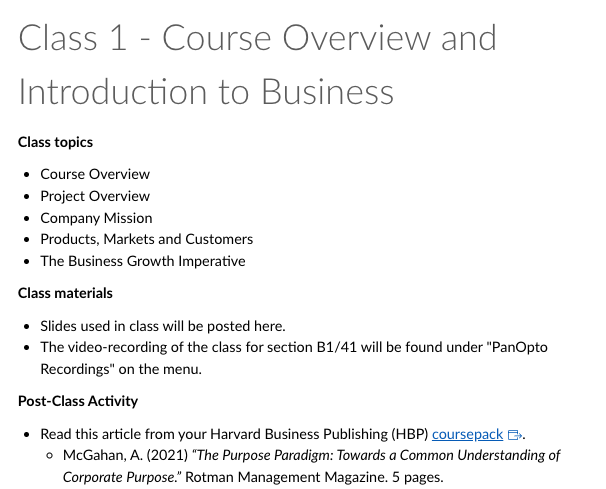 Class 1 - Course Overview and
Introduction to Business
Class topics
• Course Overview
• Project Overview
• Company Mission
• Products, Markets and Customers
• The Business Growth Imperative
Class materials
• Slides used in class will be posted here.
• The video-recording of the class for section B1/41 will be found under "PanOpto
Recordings" on the menu.
Post-Class Activity
• Read this article from your Harvard Business Publishing (HBP) coursepack.
◦ McGahan, A. (2021) “The Purpose Paradigm: Towards a Common Understanding of
Corporate Purpose.” Rotman Management Magazine. 5 pages.